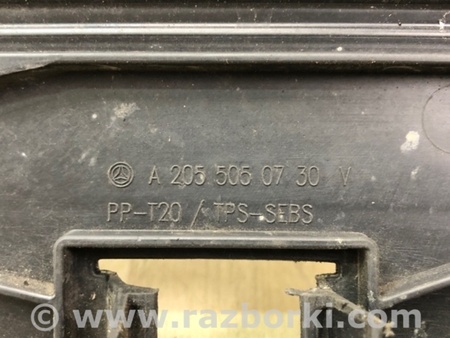 A 205 505 07 30 V
PP-T20 / TPS-SEBS
www.razborki.com